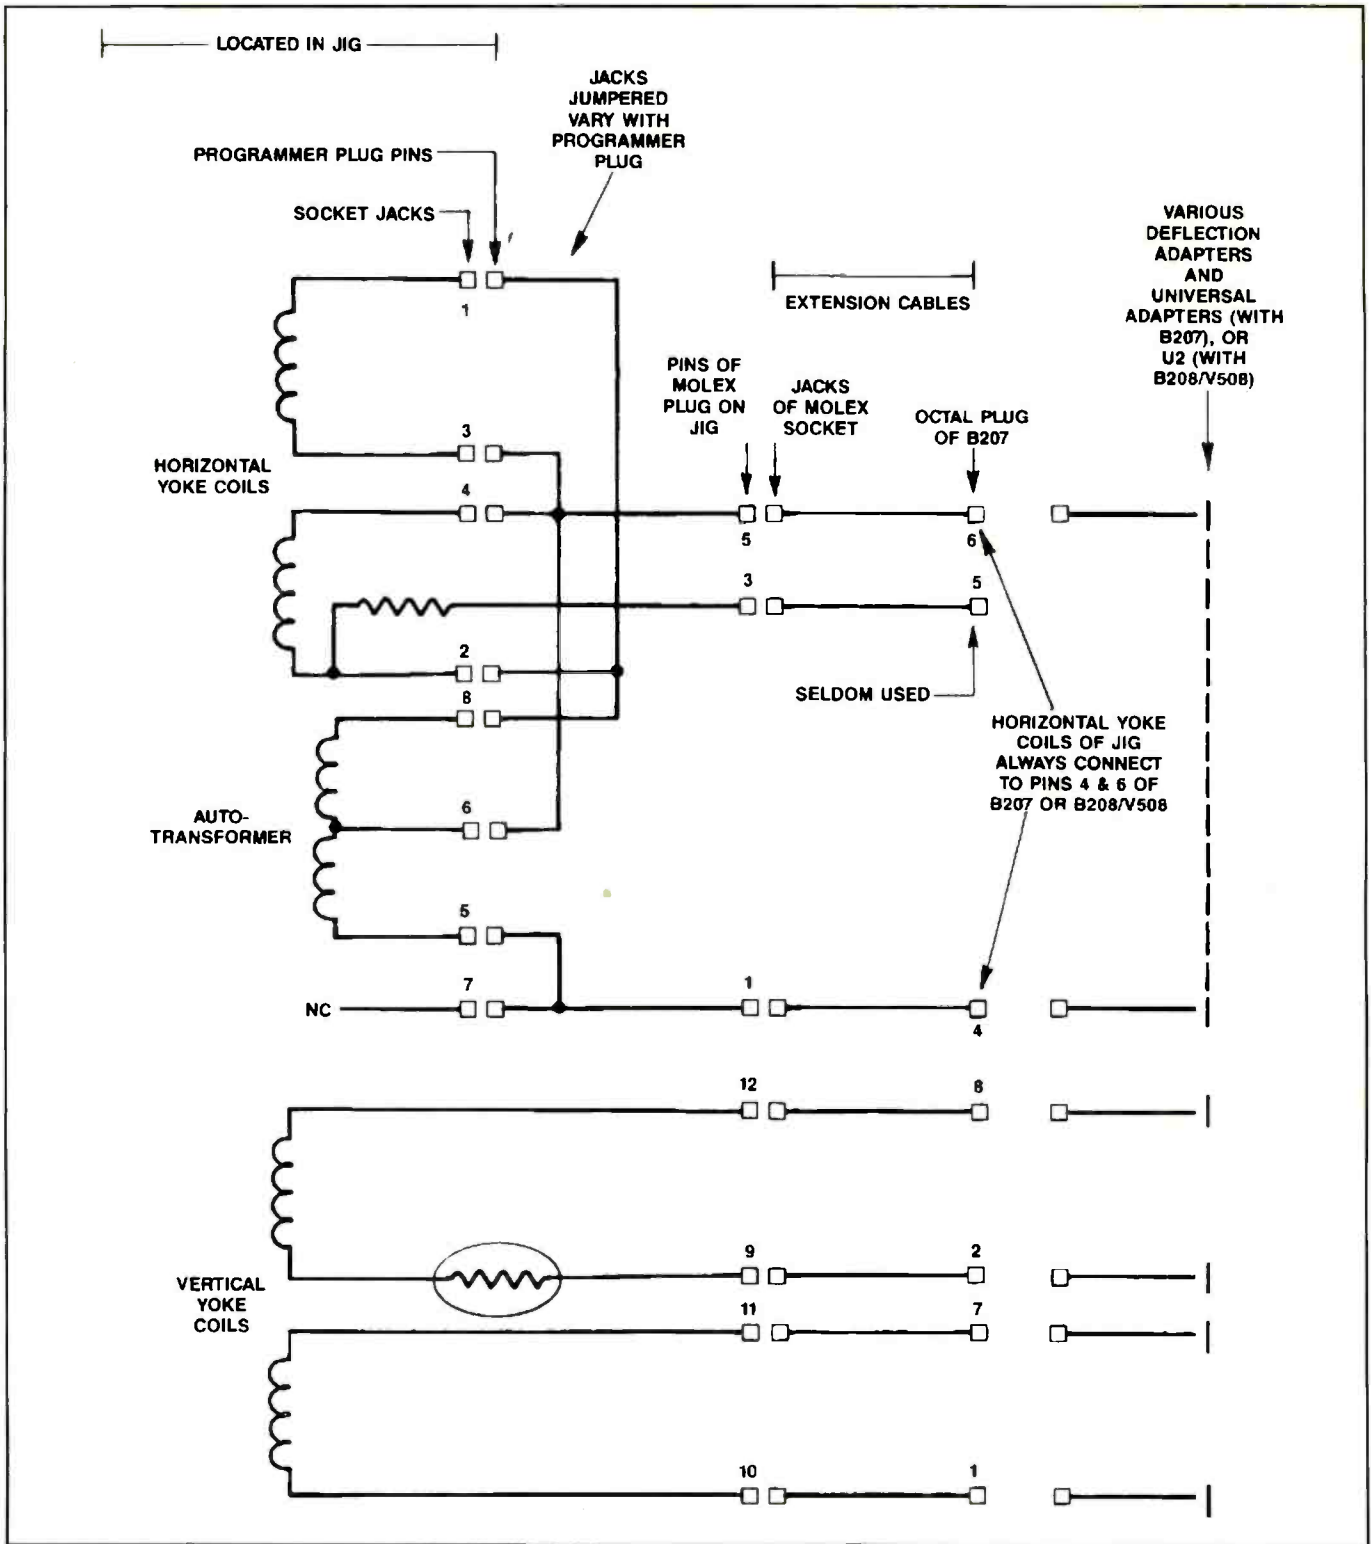 LOCATED IN JIG
JACKS
JUMPERED
VARY WITH
PROGRAMMER
PLUG
PROGRAMMER PLUG PINS
SOCKET JACKS
VARIOUS
DEFLECTION
ADAPTERS
AND
UNIVERSAL
ADAPTERS (WITH
B207), OR
U2 (WITH
B208/V508)
1
EXTENSION CABLES
PINS OF
MOLEX
PLUG ON
JIG
JACKS
OF MOLEX
SOCKET
OCTAL PLUG
OF B207
3
HORIZONTAL
YOKE COILS
4
5
6
3
5
2
8
SELDOM USED
HORIZONTAL YOKE
COILS OF JIG
ALWAYS CONNECT
TO PINS 4 & 6 OF
B207 OR B208/V508
AUTO-
TRANSFORMER
6
5
7
NC
1
4
12
8
9
2
VERTICAL
YOKE
COILS
11
7
10
1